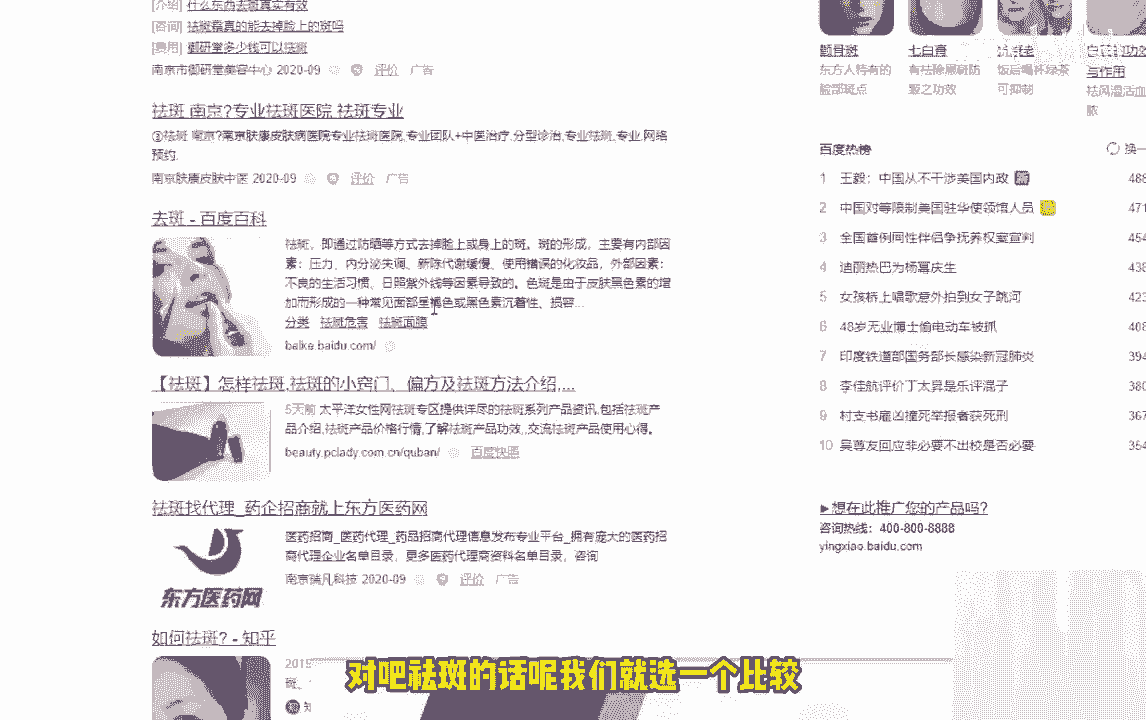 [介绍] 什么东西去斑真实有效
[咨询] 祛斑霜真的能去掉脸上的斑吗
[费用] 御研堂多少钱可以祛斑
南京市御研堂美容中心 2020-09 评价 广告
祛斑 南京?专业祛斑医院 祛斑专业
②祛斑 南京?南京肤康皮肤病医院专业祛斑医院,专业团队+中医治疗,分型诊治,专业祛斑,专业,网络
预约.
南京肤康皮肤中医 2020-09 评价 广告
去斑 - 百度百科
祛斑，即通过防晒等方式去掉脸上或身上的斑。斑的形成，主要有内部因
素：压力、内分泌失调、新陈代谢缓慢、使用错误的化妆品，外部因素：
不良的生活习惯、日照紫外线等因素导致的。色斑是由于皮肤黑色素的增
加而形成的一种常见面部呈褐色或黑色素沉着性、损容...
分类 祛斑危害 祛斑面膜
baike.baidu.com/
【祛斑】怎样祛斑,祛斑的小窍门、偏方及祛斑方法介绍,...
5天前 太平洋女性网祛斑专区提供详尽的祛斑系列产品资讯,包括祛斑产
品介绍,祛斑产品价格行情,了解祛斑产品功效,,交流祛斑产品使用心得。
beauty.pclady.com.cn/quban/ 百度快照
祛斑找代理_药企招商就上东方医药网
医药招商_医药代理_药品招商代理信息发布专业平台_拥有庞大的医药招
商代理企业名单目录，更多医药代理商资料名单目录，咨询
南京瑞凡科技 2020-09 评价 广告
东方医药网
如何祛斑? - 知乎
颧骨斑
东方人特有的
脸部斑点
七白膏
有祛除黑斑防
皱之功效
饭后喝杯绿茶
可抑制
与作用
祛风湿活血
脓
百度热榜
换一
1 王毅：中国从不干涉美国内政 新
2 中国对等限制美国驻华使领馆人员
3 全国首例同性伴侣争抚养权案宣判
4 迪丽热巴为杨幂庆生
5 女孩桥上唱歌意外拍到女子跳河
6 48岁无业博士偷电动车被抓
7 印度铁道部国务部长感染新冠肺炎
8 李佳航评价丁太昇是乐评混子
9 村支书雇凶撞死举报者获死刑
10 吴尊友回应非必要不出校是否必要
▶想在此推广您的产品吗?
咨询热线：400-800-8888
yingxiao.baidu.com
对吧祛斑的话呢我们就选一个比较